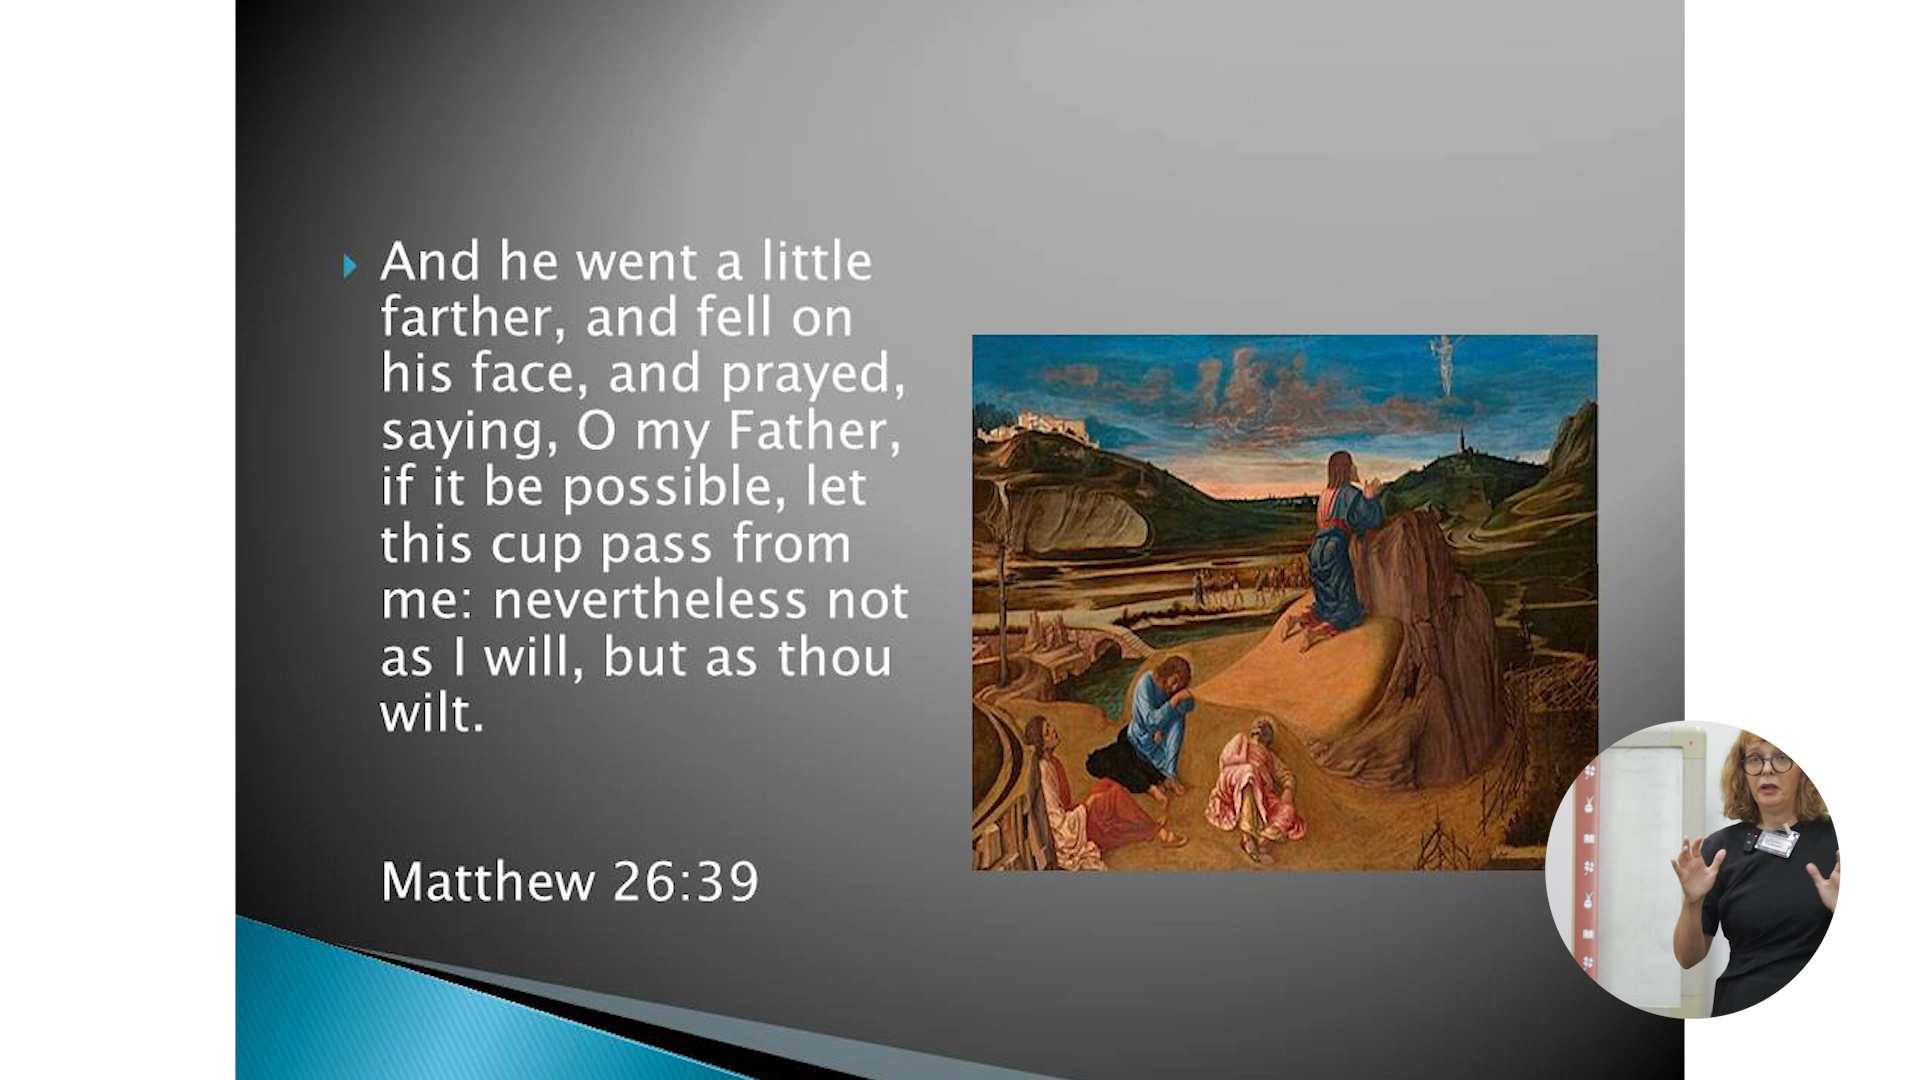 And he went a little
farther, and fell on
his face, and prayed,
saying, O my Father,
if it be possible, let
this cup pass from
me: nevertheless not
as I will, but as thou
wilt.
Matthew 26:39